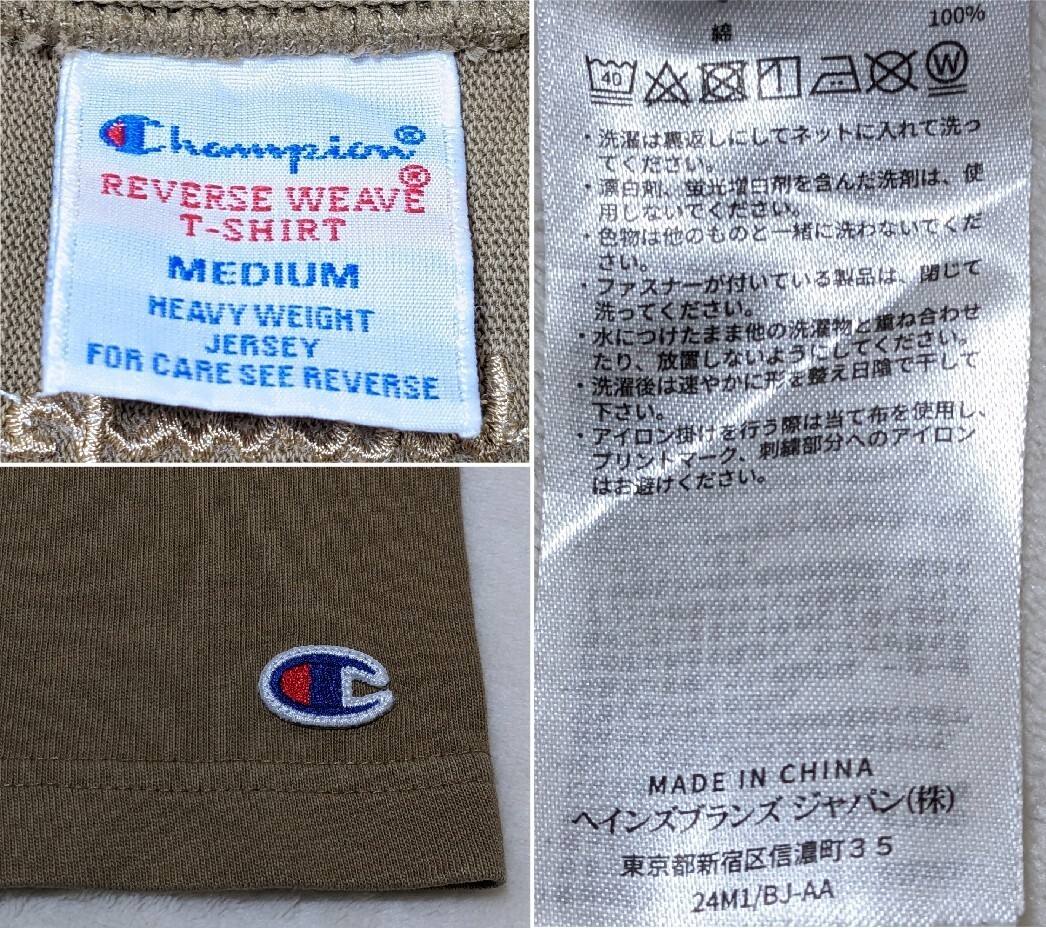 Champion®
REVERSE WEAVE®
T-SHIRT
MEDIUM
HEAVY WEIGHT
JERSEY
FOR CARE SEE REVERSE
綿 100%
40 W
・洗濯は裏返しにしてネットに入れて洗っ
てください。
・漂白剤、蛍光増白剤を含んだ洗剤は、使
用しないでください。
・色物は他のものと一緒に洗わないでくだ
さい。
・ファスナーが付いている製品は、閉じて
洗ってください。
・水につけたまま他の洗濯物と重ね合わせ
たり、放置しないようにしてください。
・洗濯後は速やかに形を整え日陰で干して
下さい。
・アイロン掛けを行う際は当て布を使用し、
プリントマーク、刺繍部分へのアイロン
はお避けください。
MADE IN CHINA
ヘインズブランズ ジャパン(株)
東京都新宿区信濃町35
24M1/BJ-AA